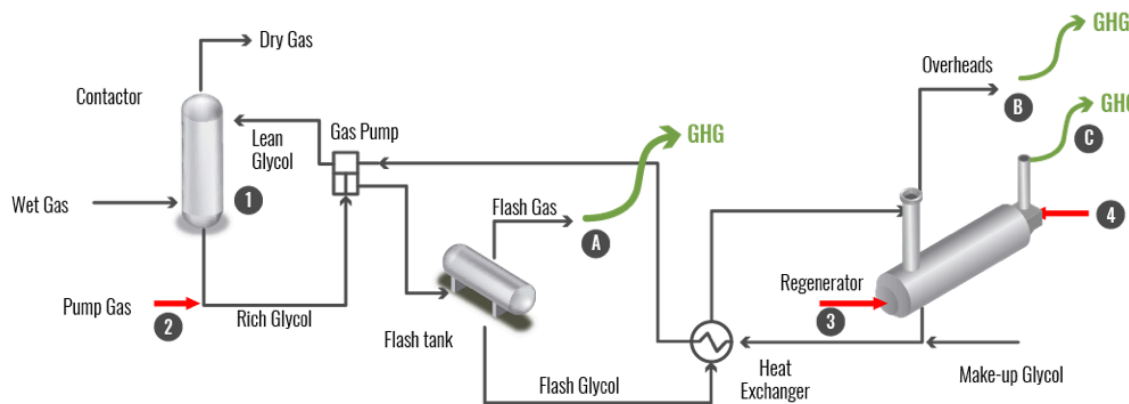 GHG
Dry Gas
Overheads
B
Contactor
GHG
C
Gas Pump
Lean
Glycol
GHG
1
Wet Gas
Flash Gas
4
A
Regenerator
Pump Gas
2
Rich Glycol
3
Flash tank
Heat
Exchanger
Make-up Glycol
Flash Glycol